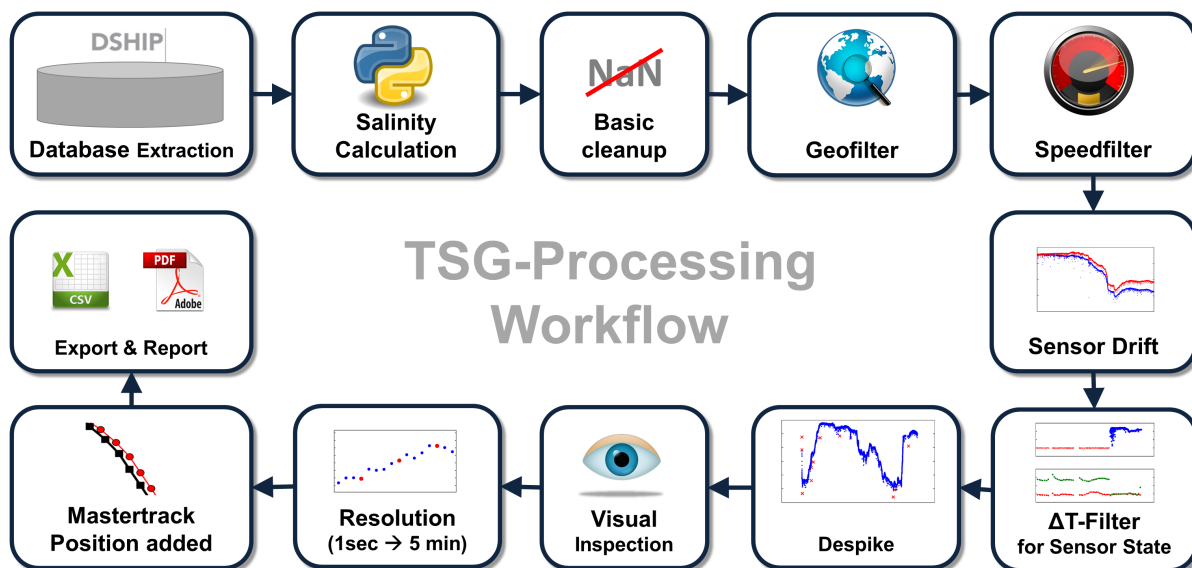 DSHIP
Database Extraction
Salinity
Calculation
NaN
Basic
cleanup
Geofilter
Speedfilter
TSG-Processing
Workflow
Sensor Drift
X
CSV
PDF
Adobe
Export & Report
Mastertrack
Position added
Resolution
(1sec → 5 min)
Visual
Inspection
Despike
ΔT-Filter
for Sensor State